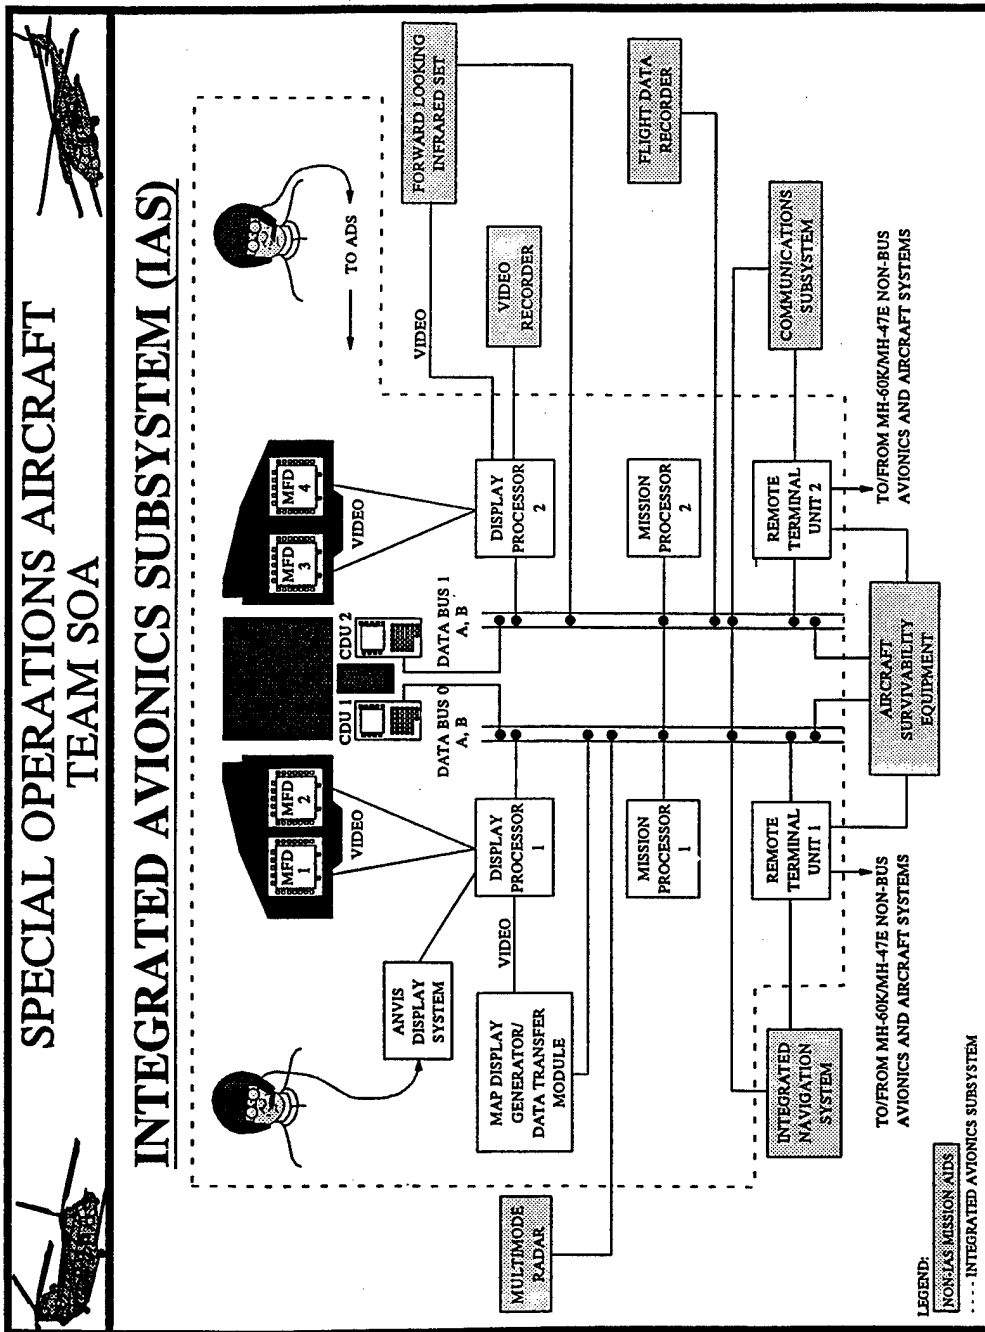 SPECIAL OPERATIONS AIRCRAFT
TEAM SOA
INTEGRATED AVIONICS SUBSYSTEM (IAS)
TO ADS
MFD
1
MFD
2
VIDEO
CDU 1
CDU 2
MFD
3
MFD
4
VIDEO
FORWARD LOOKING
INFRARED SET
VIDEO
ANVIS
DISPLAY
SYSTEM
DATA BUS 0
A, B
DATA BUS 1
A, B
MULTIMODE
RADAR
MAP DISPLAY
GENERATOR/
DATA TRANSFER
MODULE
VIDEO
DISPLAY
PROCESSOR
1
DISPLAY
PROCESSOR
2
VIDEO
RECORDER
MISSION
PROCESSOR
1
MISSION
PROCESSOR
2
FLIGHT DATA
RECORDER
INTEGRATED
NAVIGATION
SYSTEM
REMOTE
TERMINAL
UNIT 1
REMOTE
TERMINAL
UNIT 2
COMMUNICATIONS
SUBSYSTEM
TO/FROM MH-60K/MH-47E NON-BUS
AVIONICS AND AIRCRAFT SYSTEMS
AIRCRAFT
SURVIVABILITY
EQUIPMENT
TO/FROM MH-60K/MH-47E NON-BUS
AVIONICS AND AIRCRAFT SYSTEMS
LEGEND:
NON-IAS MISSION AIDS
- - - - INTEGRATED AVIONICS SUBSYSTEM